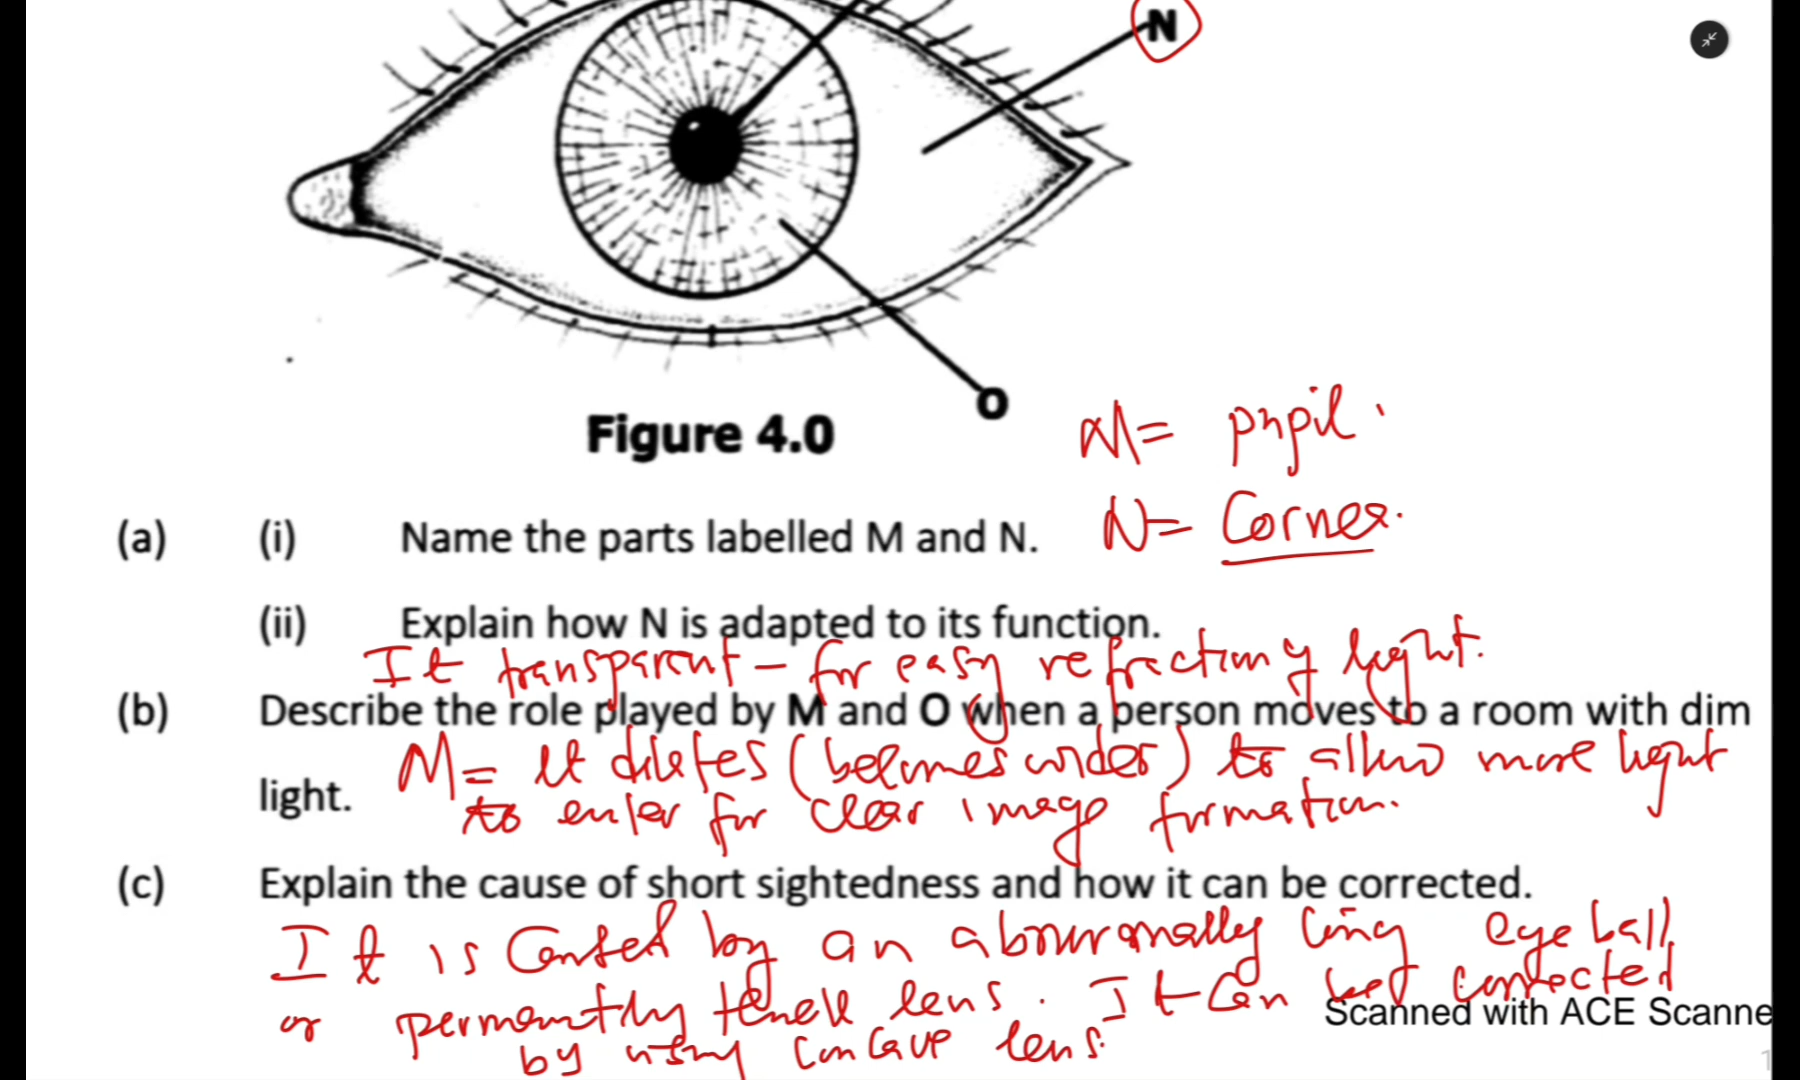 N
O
Figure 4.0
M= pupil.
N= Cornea.
(a) (i) Name the parts labelled M and N.
(ii) Explain how N is adapted to its function.
It transparent - for easy refraction of light.
(b) Describe the role played by M and O when a person moves to a room with dim
light.
M= It dilates (becomes wider) to allow more light
to enter for clear image formation.
(c) Explain the cause of short sightedness and how it can be corrected.
It is Caused by an abnormally long eye ball
or permanently thick lens. It Can be corrected
by using concave lens.
Scanned with ACE Scanne
1